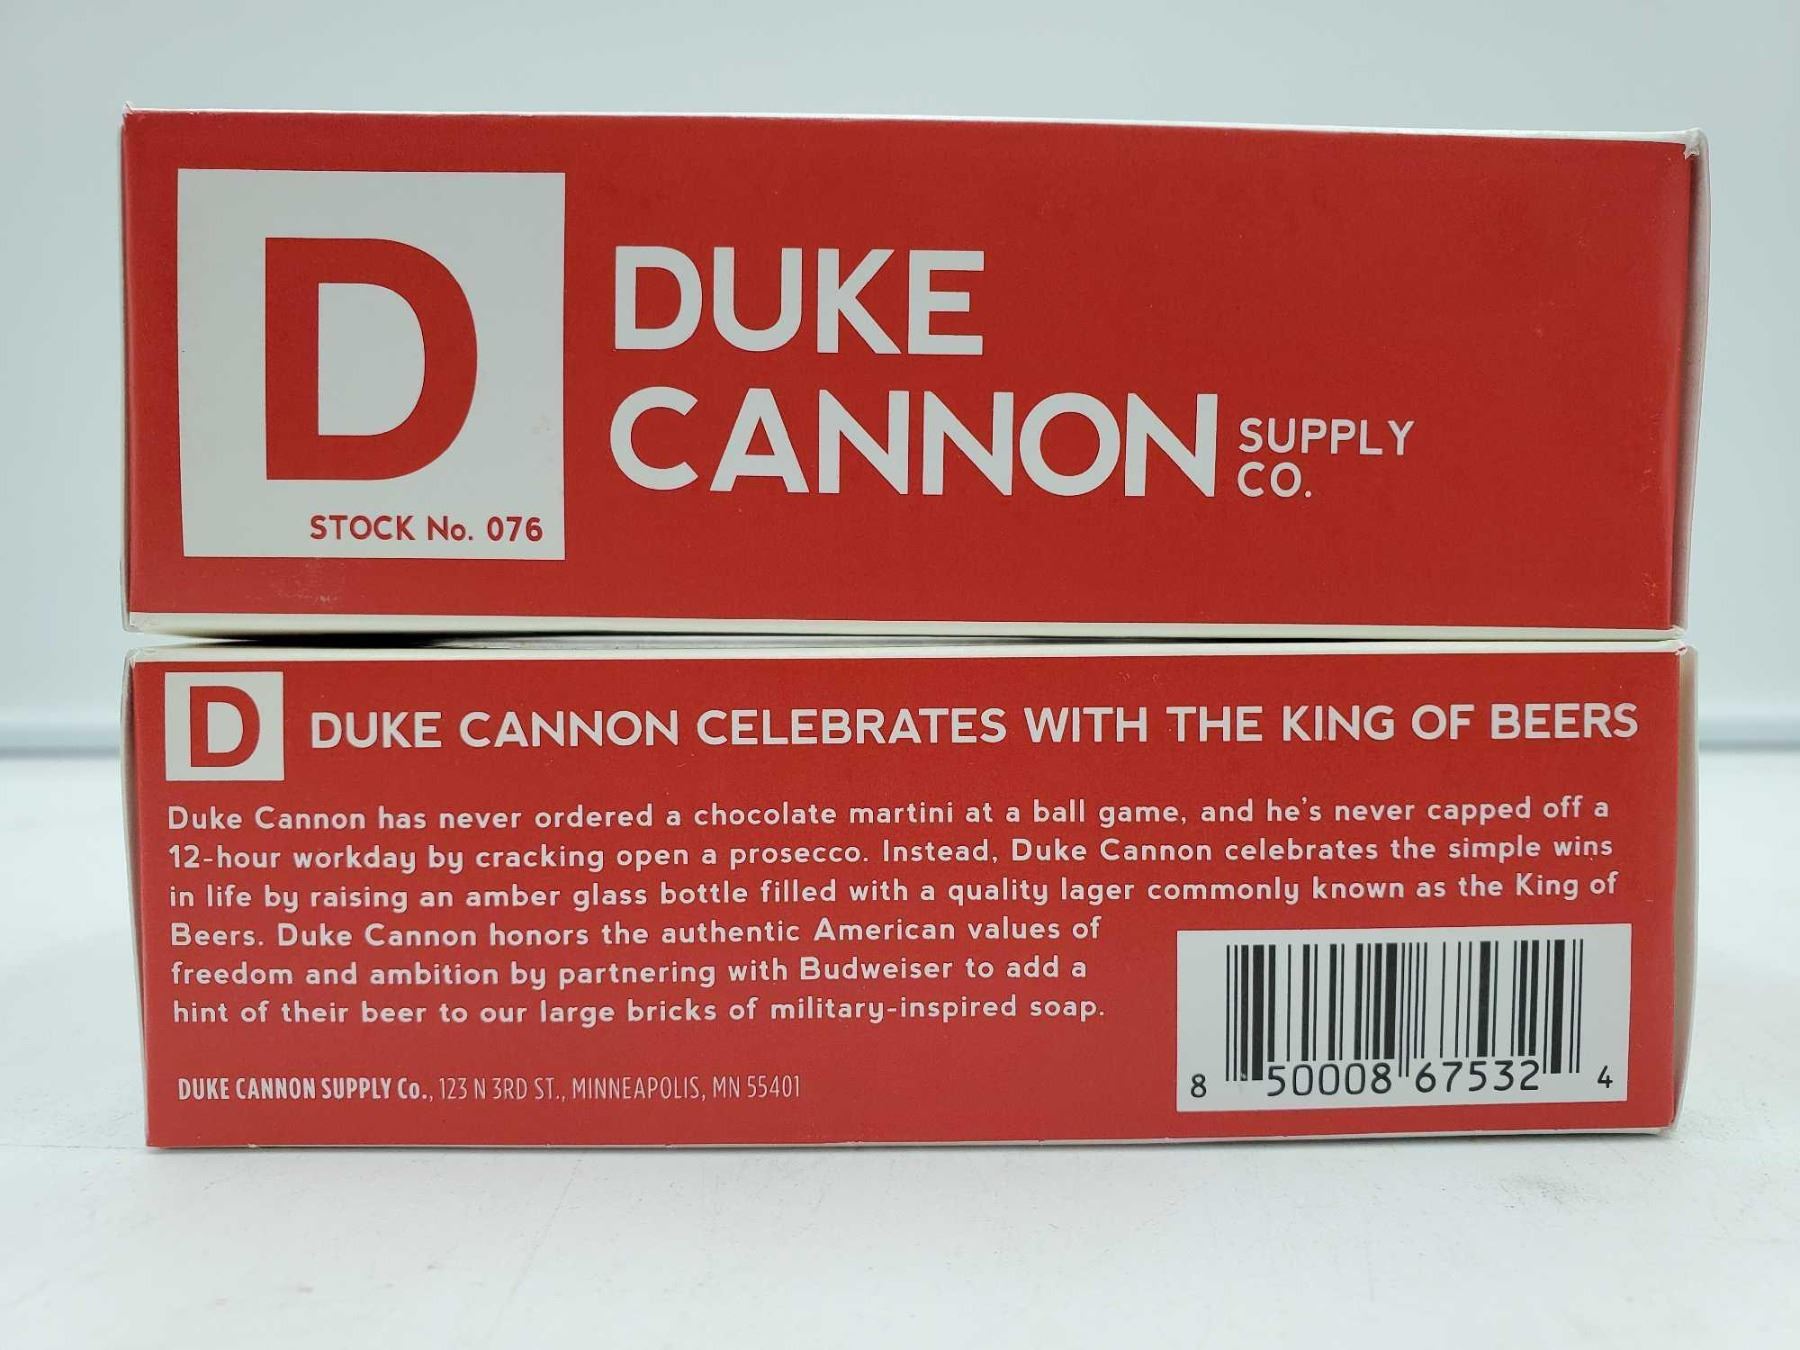 D
STOCK No. 076
DUKE
CANNON
SUPPLY
CO.
D
DUKE CANNON CELEBRATES WITH THE KING OF BEERS
Duke Cannon has never ordered a chocolate martini at a ball game, and he's never capped off a
12-hour workday by cracking open a prosecco. Instead, Duke Cannon celebrates the simple wins
in life by raising an amber glass bottle filled with a quality lager commonly known as the King of
Beers. Duke Cannon honors the authentic American values of
freedom and ambition by partnering with Budweiser to add a
hint of their beer to our large bricks of military-inspired soap.
DUKE CANNON SUPPLY Co., 123 N 3RD ST., MINNEAPOLIS, MN 55401
8 50008 67532 4